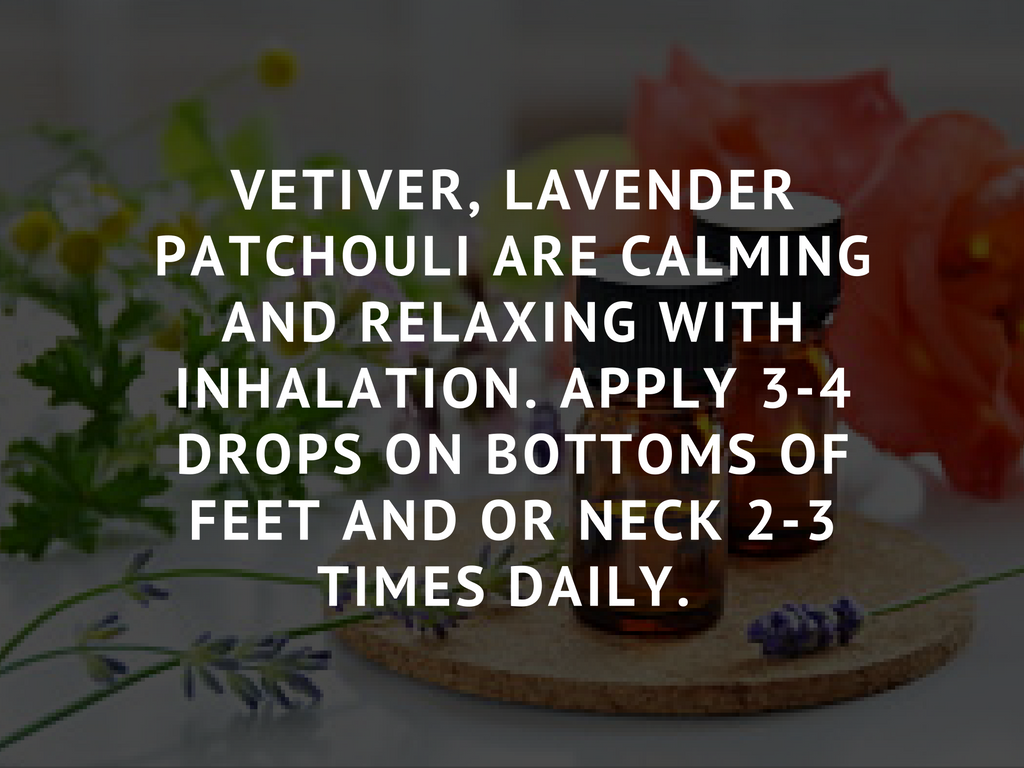 VETIVER, LAVENDER
PATCHOULI ARE CALMING
AND RELAXING WITH
INHALATION. APPLY 3-4
DROPS ON BOTTOMS OF
FEET AND OR NECK 2-3
TIMES DAILY.